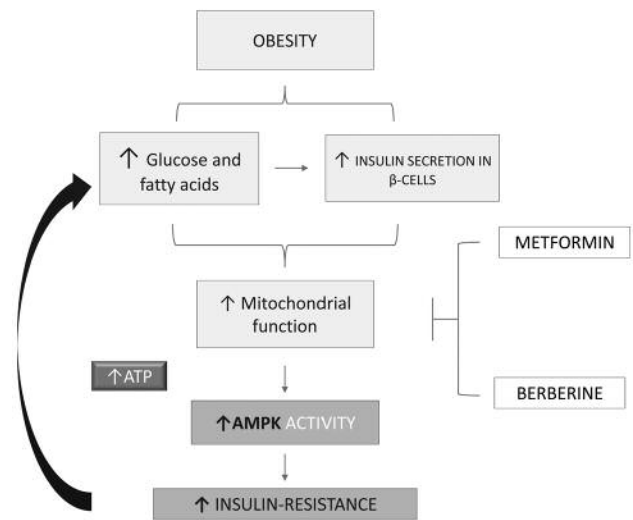 OBESITY
↑ Glucose and
fatty acids
↑ INSULIN SECRETION IN
β-CELLS
METFORMIN
↑ Mitochondrial
function
↑ATP
BERBERINE
↑AMPK ACTIVITY
↑ INSULIN-RESISTANCE